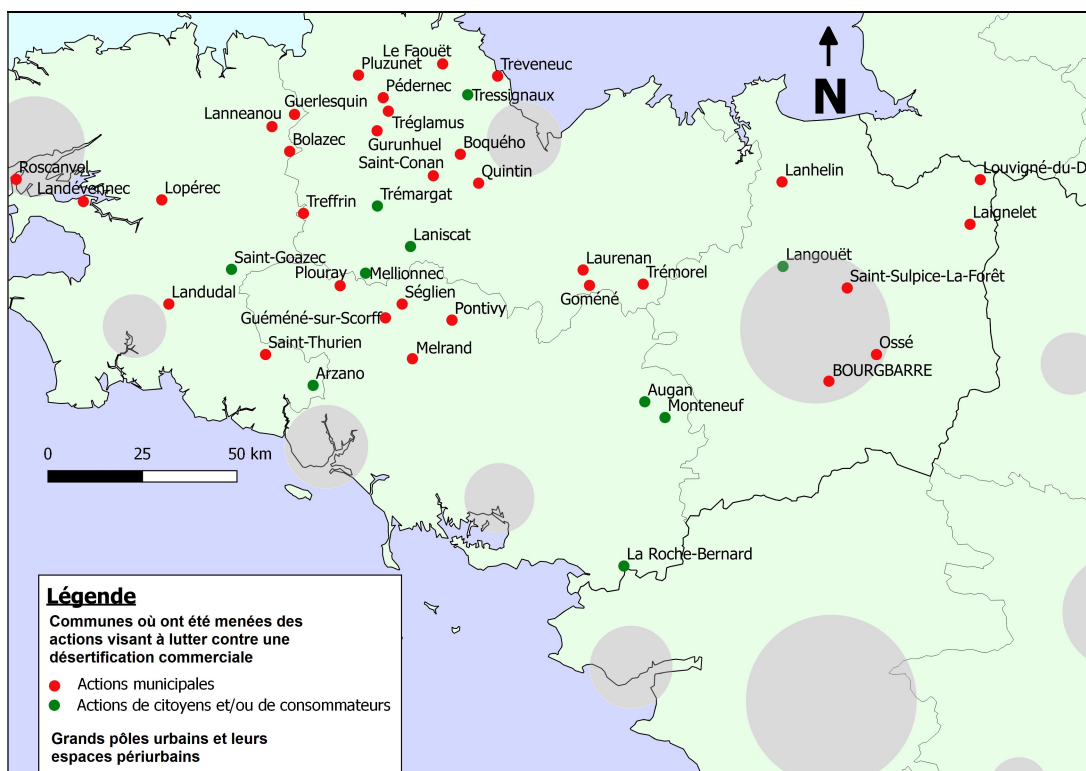 Le Faouët
Pluzunet
Treveneuc
Pédernec
Tressignaux
Guerlesquin
Lanneanou
Tréglamus
Gurunhuel
Bolazec
Boquého
Saint-Conan
Quintin
Roscanvel
Landévennec
Lopérec
Trémargat
Treffrin
Lanhelin
Louvigné-du-D
Laignelet
Laniscat
Saint-Goazec
Mellionnec
Plouray
Laurenan
Trémorel
Goméné
Langouët
Saint-Sulpice-La-Forêt
Landudal
Séglien
Guéméné-sur-Scorff
Pontivy
Saint-Thurien
Melrand
Ossé
BOURGBARRE
Arzano
Augan
Monteneuf
La Roche-Bernard
N
0 25 50 km
Légende
Communes où ont été menées des
actions visant à lutter contre une
désertification commerciale
Actions municipales
Actions de citoyens et/ou de consommateurs
Grands pôles urbains et leurs
espaces périurbains